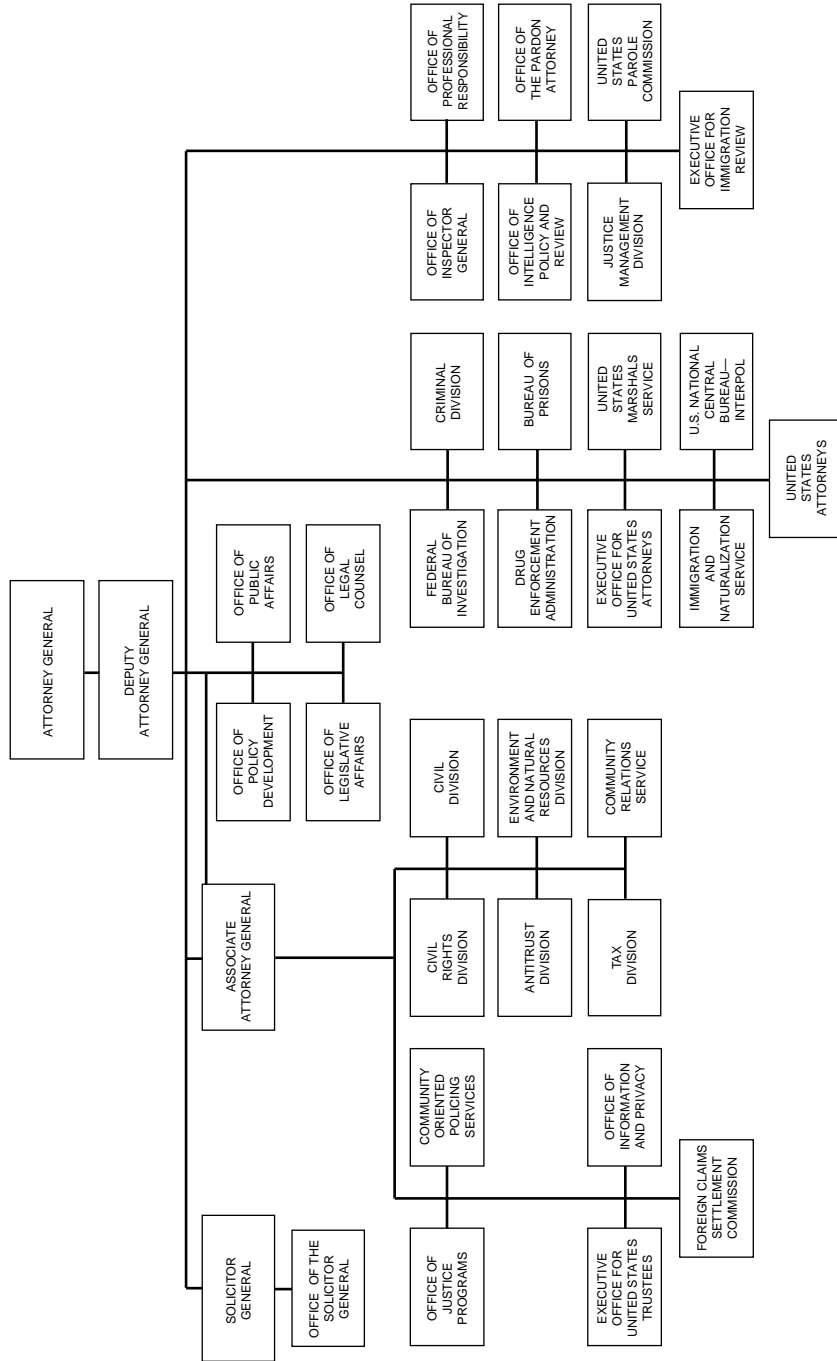 ATTORNEY GENERAL
DEPUTY
ATTORNEY GENERAL
SOLICITOR
GENERAL
OFFICE OF THE
SOLICITOR
GENERAL
ASSOCIATE
ATTORNEY GENERAL
OFFICE OF
POLICY
DEVELOPMENT
OFFICE OF
PUBLIC
AFFAIRS
OFFICE OF
LEGISLATIVE
AFFAIRS
OFFICE OF
LEGAL
COUNSEL
OFFICE OF
JUSTICE
PROGRAMS
COMMUNITY
ORIENTED
POLICING
SERVICES
EXECUTIVE
OFFICE FOR
UNITED STATES
TRUSTEES
OFFICE OF
INFORMATION
AND PRIVACY
FOREIGN CLAIMS
SETTLEMENT
COMMISSION
CIVIL
RIGHTS
DIVISION
CIVIL
DIVISION
ANTITRUST
DIVISION
ENVIRONMENT
AND NATURAL
RESOURCES
DIVISION
TAX
DIVISION
COMMUNITY
RELATIONS
SERVICE
FEDERAL
BUREAU OF
INVESTIGATION
CRIMINAL
DIVISION
DRUG
ENFORCEMENT
ADMINISTRATION
BUREAU OF
PRISONS
EXECUTIVE
OFFICE FOR
UNITED STATES
ATTORNEYS
UNITED
STATES
MARSHALS
SERVICE
IMMIGRATION
AND
NATURALIZATION
SERVICE
U.S. NATIONAL
CENTRAL
BUREAU—
INTERPOL
UNITED
STATES
ATTORNEYS
OFFICE OF
INSPECTOR
GENERAL
OFFICE OF
PROFESSIONAL
RESPONSIBILITY
OFFICE OF
INTELLIGENCE
POLICY AND
REVIEW
OFFICE OF
THE PARDON
ATTORNEY
JUSTICE
MANAGEMENT
DIVISION
UNITED
STATES
PAROLE
COMMISSION
EXECUTIVE
OFFICE FOR
IMMIGRATION
REVIEW